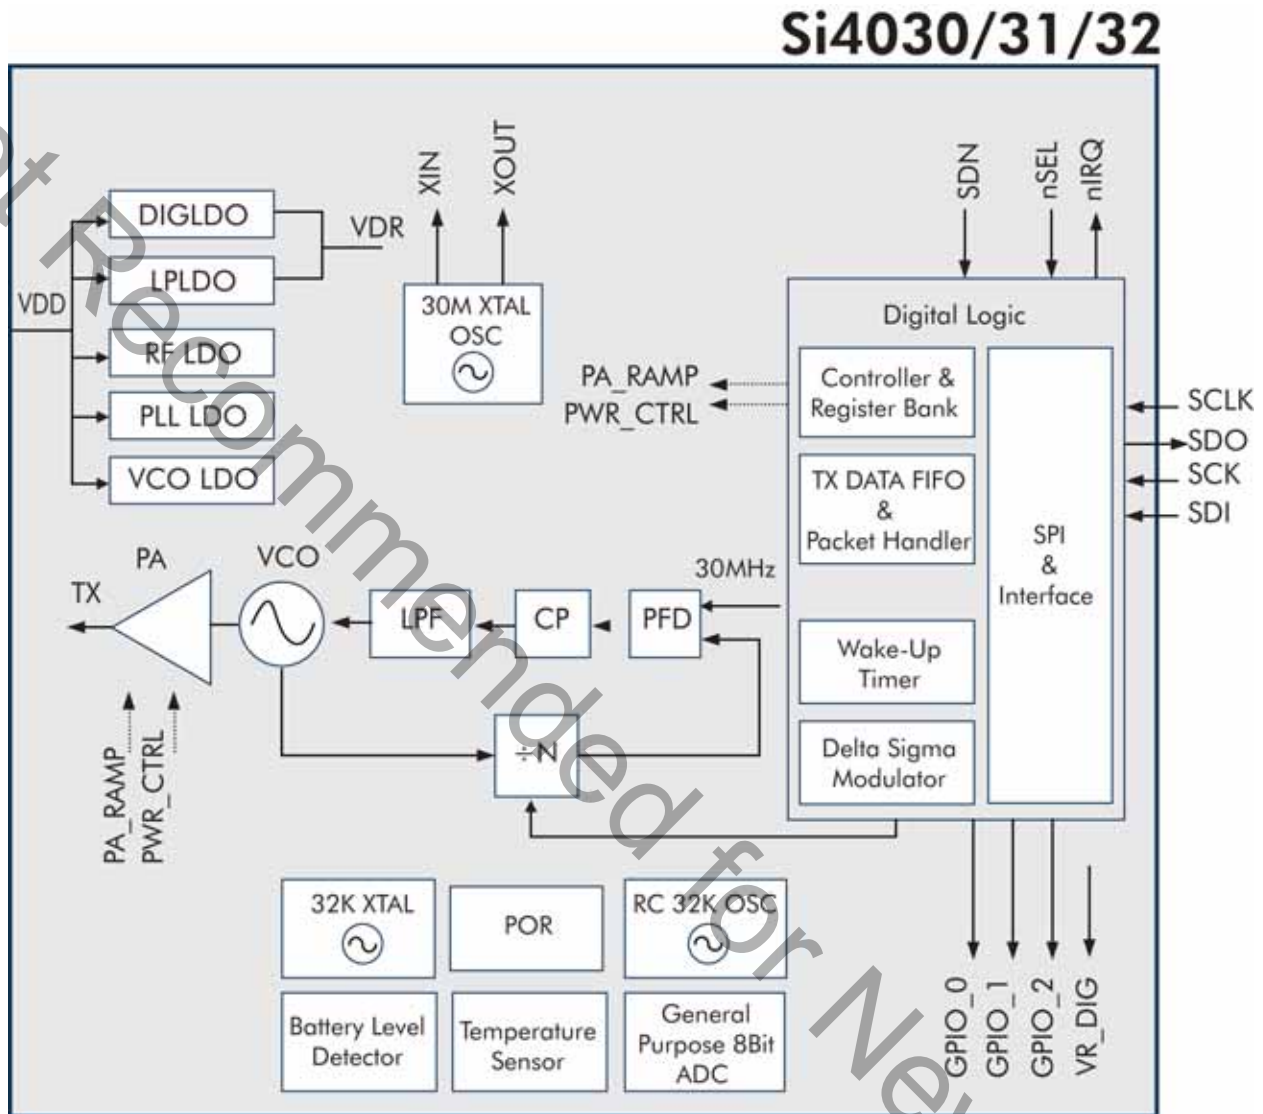 Si4030/31/32
XIN
XOUT
SDN
nSEL
nIRQ
DIGLDO
LPLDO
RF LDO
PLL LDO
VCO LDO
VDR
VDD
30M XTAL
OSC
Digital Logic
PA_RAMP
PWR_CTRL
Controller &
Register Bank
TX DATA FIFO
&
Packet Handler
Wake-Up
Timer
Delta Sigma
Modulator
SPI
&
Interface
SCLK
SDO
SCK
SDI
TX
PA
VCO
LPF
CP
PFD
30MHz
÷N
PA_RAMP
PWR_CTRL
32K XTAL
POR
RC 32K OSC
Battery Level
Detector
Temperature
Sensor
General
Purpose 8Bit
ADC
GPIO_0
GPIO_1
GPIO_2
VR_DIG
Recommended for New